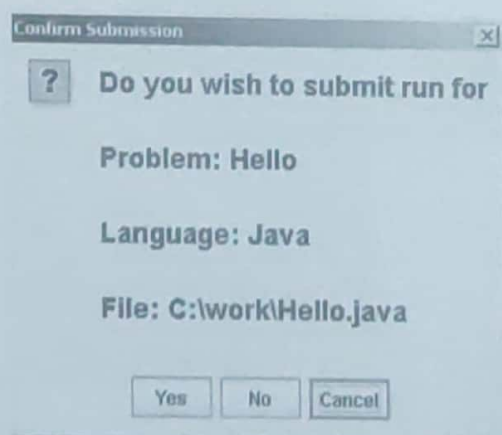 Confirm Submission
?
Do you wish to submit run for
Problem: Hello
Language: Java
File: C:\work\Hello.java
Yes No Cancel